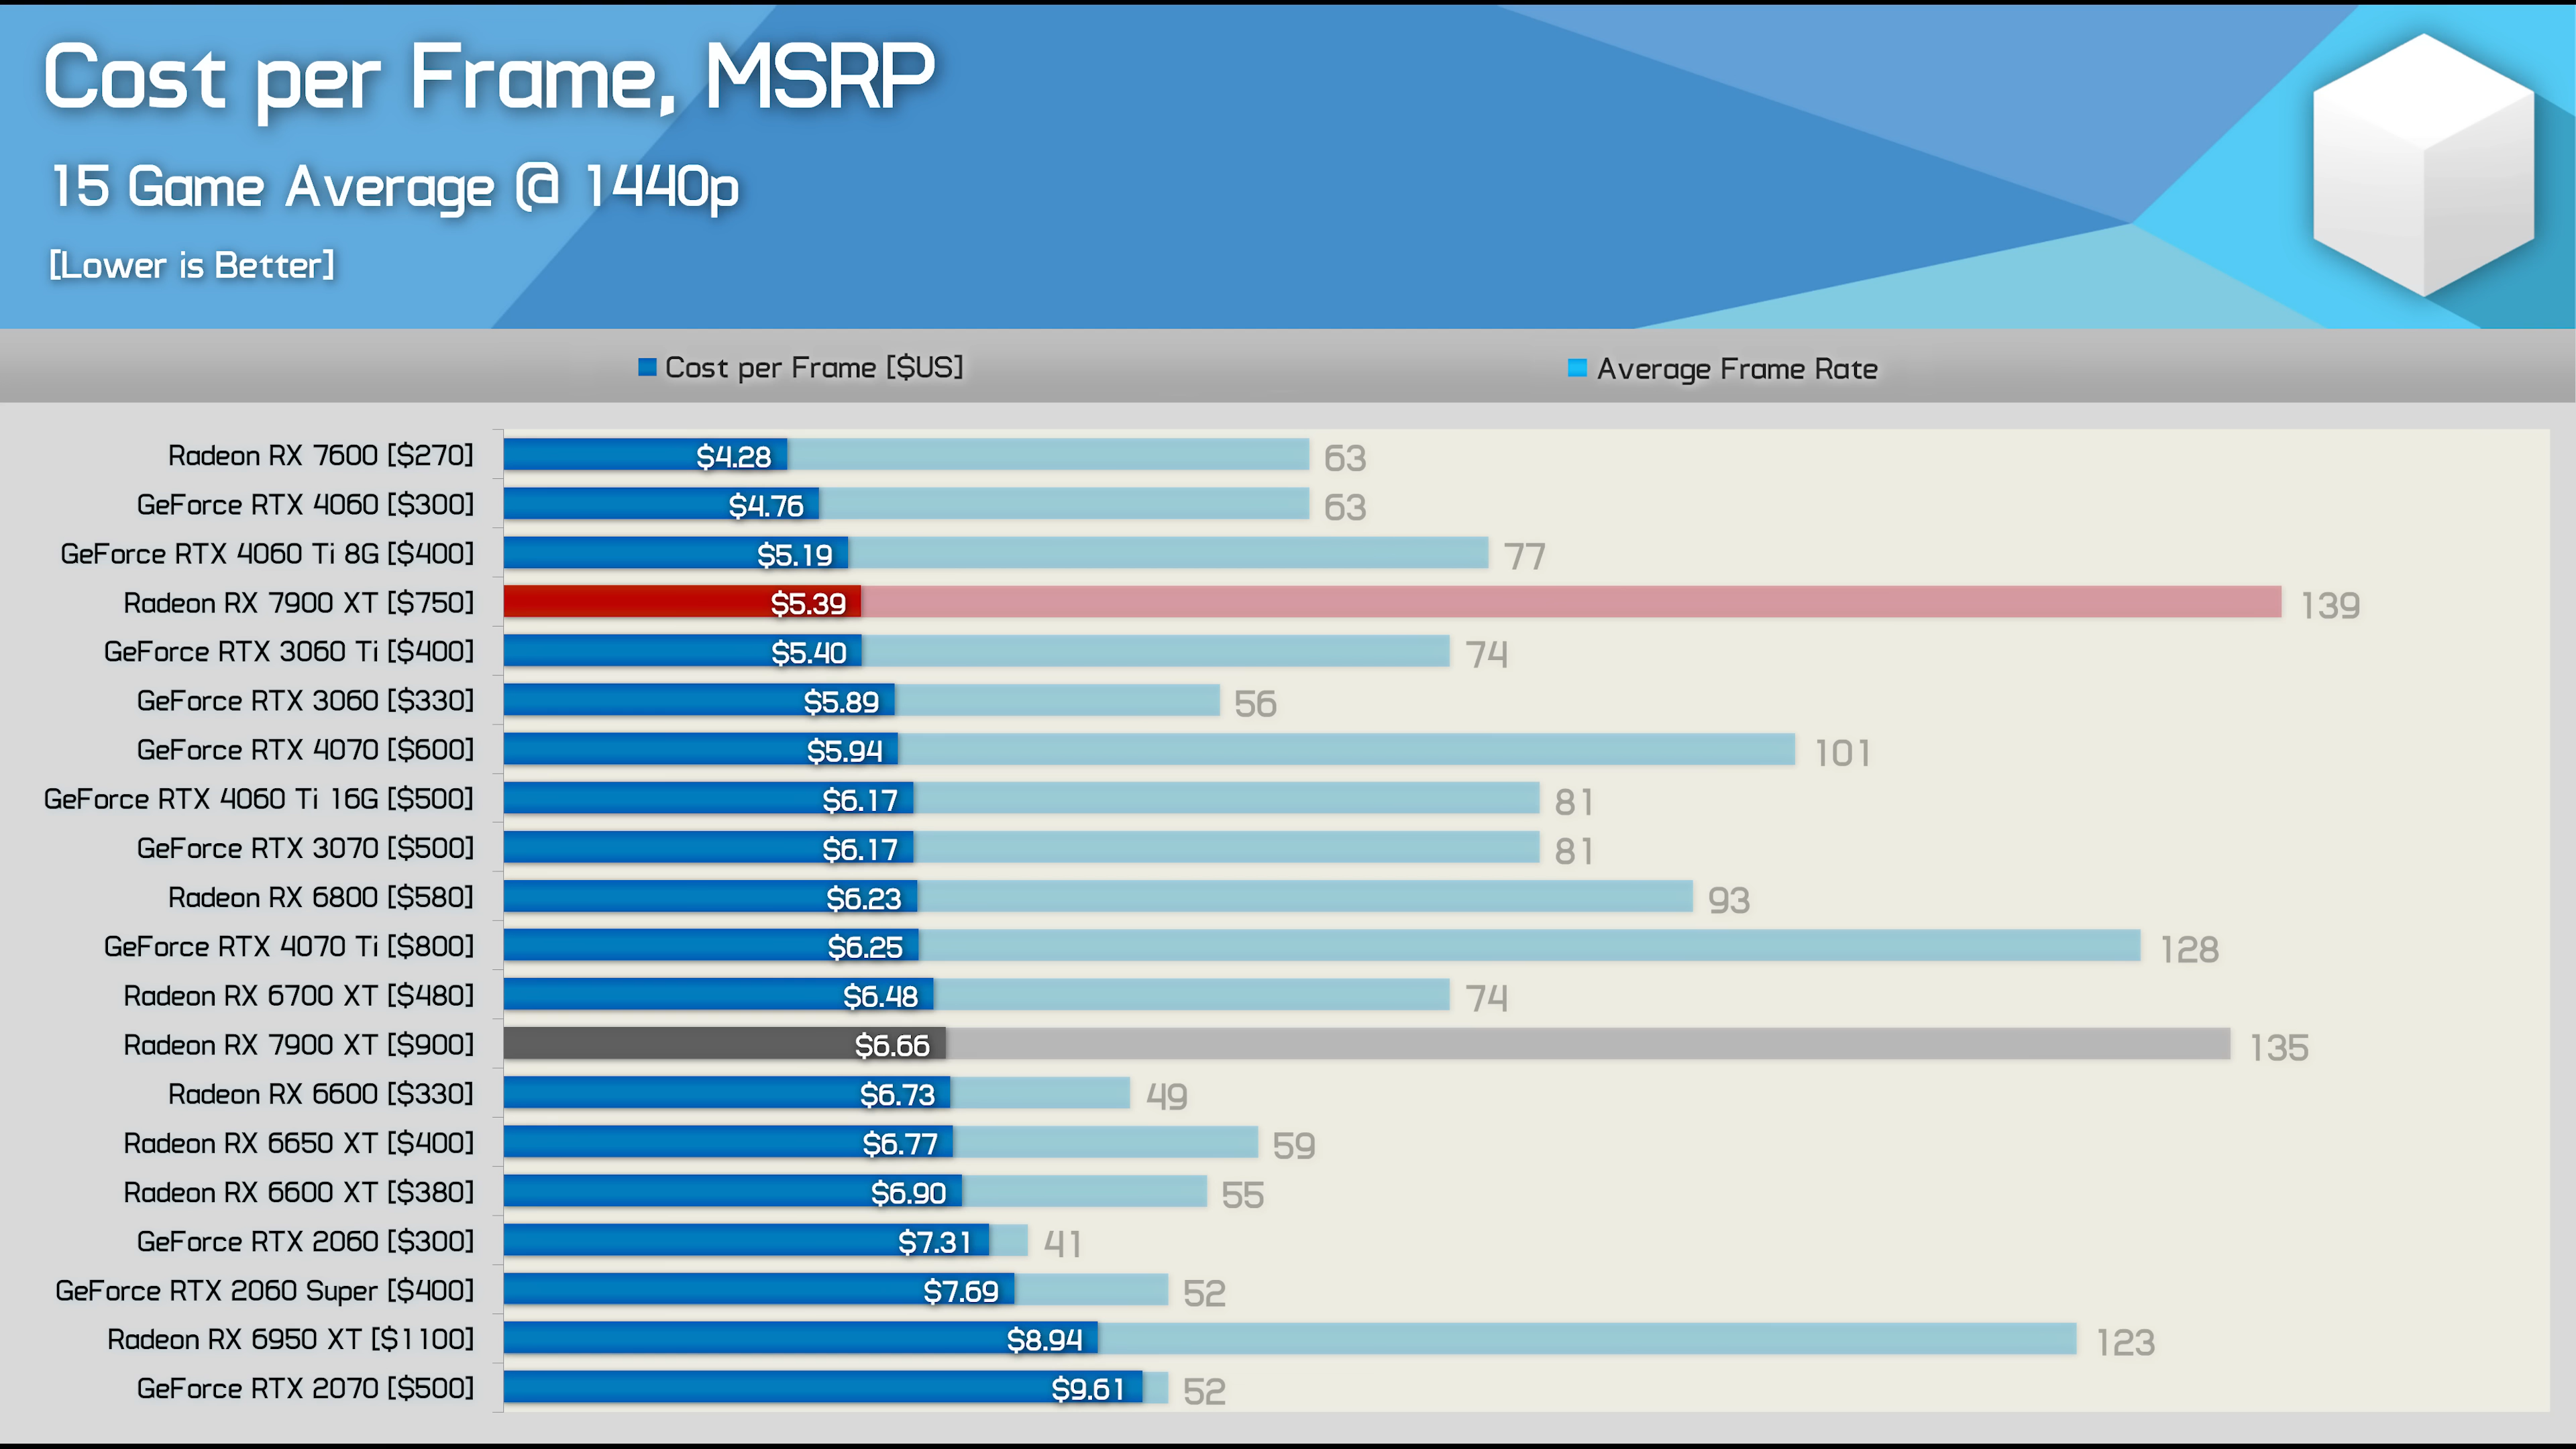 Cost per Frame, MSRP
15 Game Average @ 1440p
[Lower is Better]
Cost per Frame [$US] Average Frame Rate
Radeon RX 7600 [$270] $4.28 63
GeForce RTX 4060 [$300] $4.76 63
GeForce RTX 4060 Ti 8G [$400] $5.19 77
Radeon RX 7900 XT [$750] $5.39 139
GeForce RTX 3060 Ti [$400] $5.40 74
GeForce RTX 3060 [$330] $5.89 56
GeForce RTX 4070 [$600] $5.94 101
GeForce RTX 4060 Ti 16G [$500] $6.17 81
GeForce RTX 3070 [$500] $6.17 81
Radeon RX 6800 [$580] $6.23 93
GeForce RTX 4070 Ti [$800] $6.25 128
Radeon RX 6700 XT [$480] $6.48 74
Radeon RX 7900 XT [$900] $6.66 135
Radeon RX 6600 [$330] $6.73 49
Radeon RX 6650 XT [$400] $6.77 59
Radeon RX 6600 XT [$380] $6.90 55
GeForce RTX 2060 [$300] $7.31 41
GeForce RTX 2060 Super [$400] $7.69 52
Radeon RX 6950 XT [$1100] $8.94 123
GeForce RTX 2070 [$500] $9.61 52